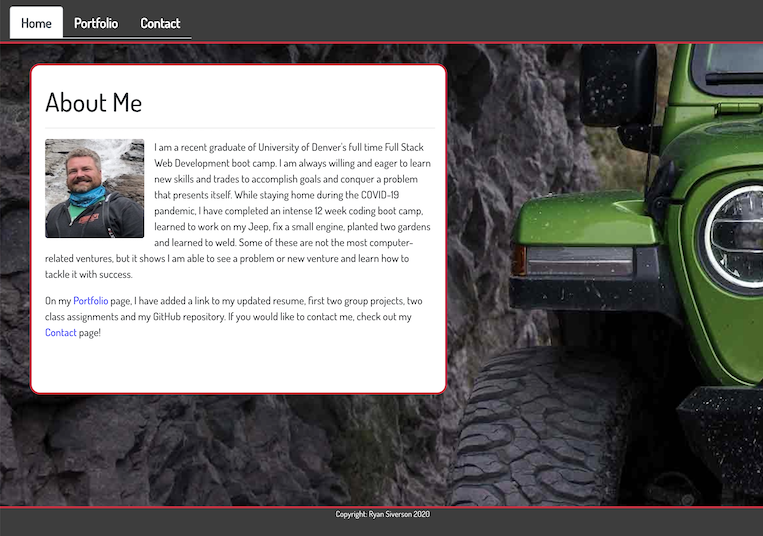 Home Portfolio Contact
About Me
I am a recent graduate of University of Denver's full time Full Stack
Web Development boot camp. I am always willing and eager to learn
new skills and trades to accomplish goals and conquer a problem
that presents itself. While staying home during the COVID-19
pandemic, I have completed an intense 12 week coding boot camp,
learned to work on my Jeep, fix a small engine, planted two gardens
and learned to weld. Some of these are not the most computer-
related ventures, but it shows I am able to see a problem or new venture and learn how to
tackle it with success.
On my Portfolio page, I have added a link to my updated resume, first two group projects, two
class assignments and my GitHub repository. If you would like to contact me, check out my
Contact page!
Copyright: Ryan Siverson 2020